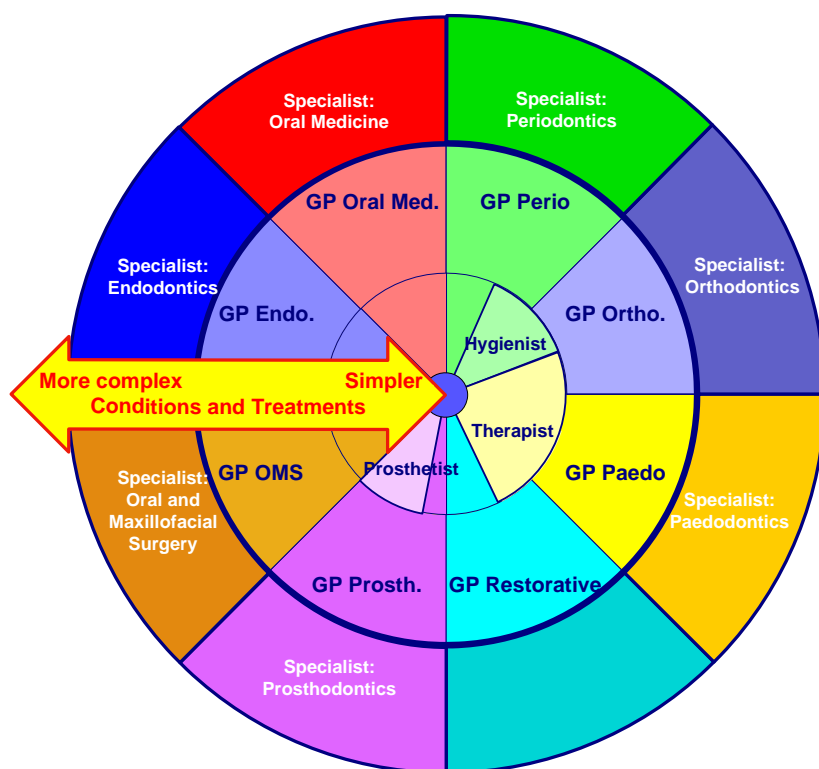 Specialist:
Oral Medicine
Specialist:
Periodontics
GP Oral Med.
GP Perio
Specialist:
Endodontics
Specialist:
Orthodontics
GP Endo.
GP Ortho.
Hygienist
More complex
Simpler
Conditions and Treatments
Therapist
Prosthetist
GP OMS
GP Paedo
Specialist:
Oral and
Maxillofacial
Surgery
Specialist:
Paedodontics
GP Prosth.
GP Restorative
Specialist:
Prosthodontics